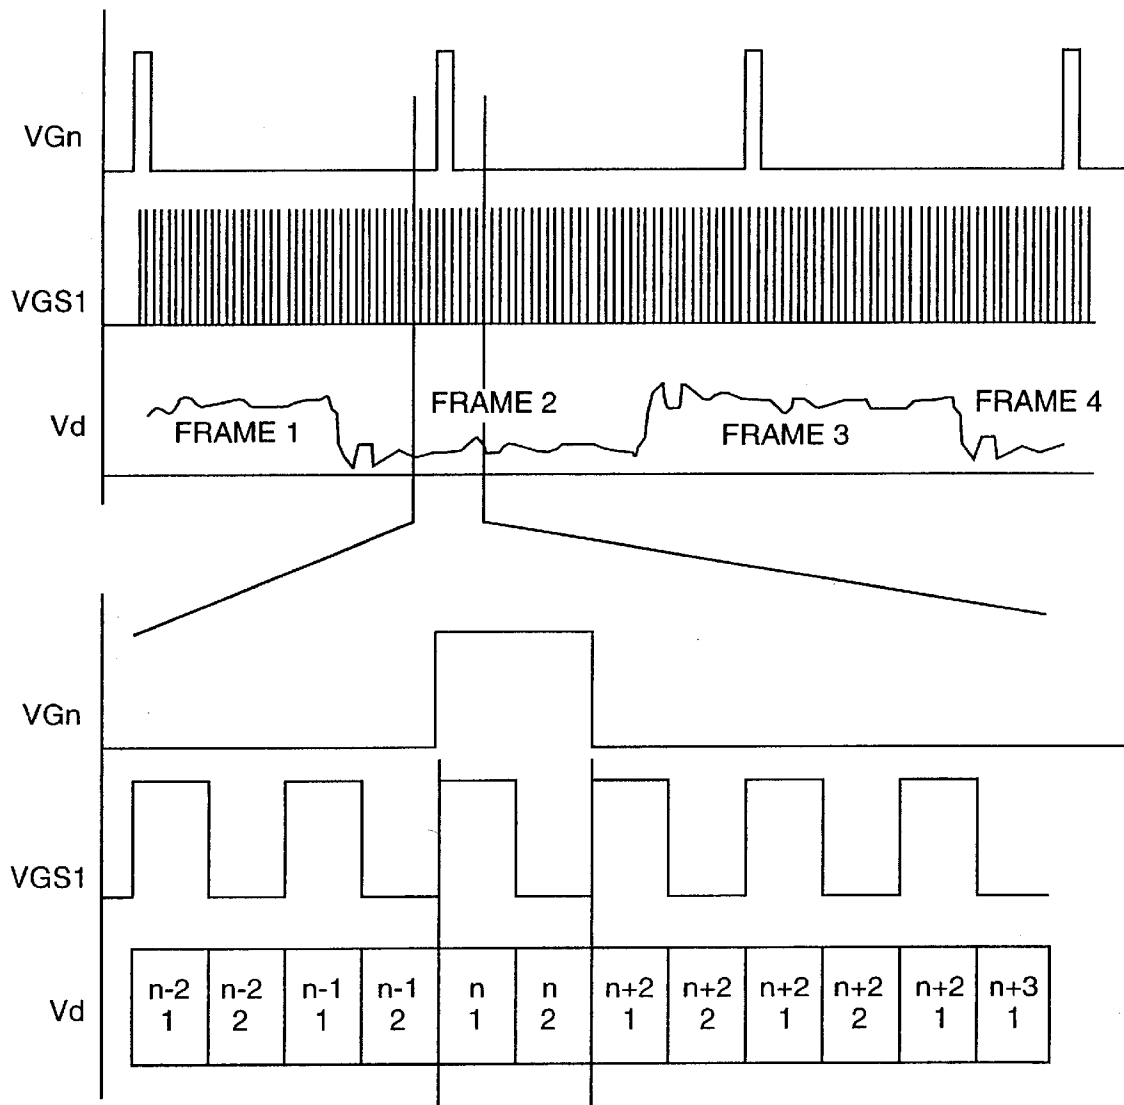 VGn
VGS1
Vd
FRAME 1
FRAME 2
FRAME 3
FRAME 4
VGn
VGS1
Vd
n-2 n-2 n-1 n-1 n n n+2 n+2 n+2 n+2 n+2 n+3
1 2 1 2 1 2 1 2 1 2 1 1